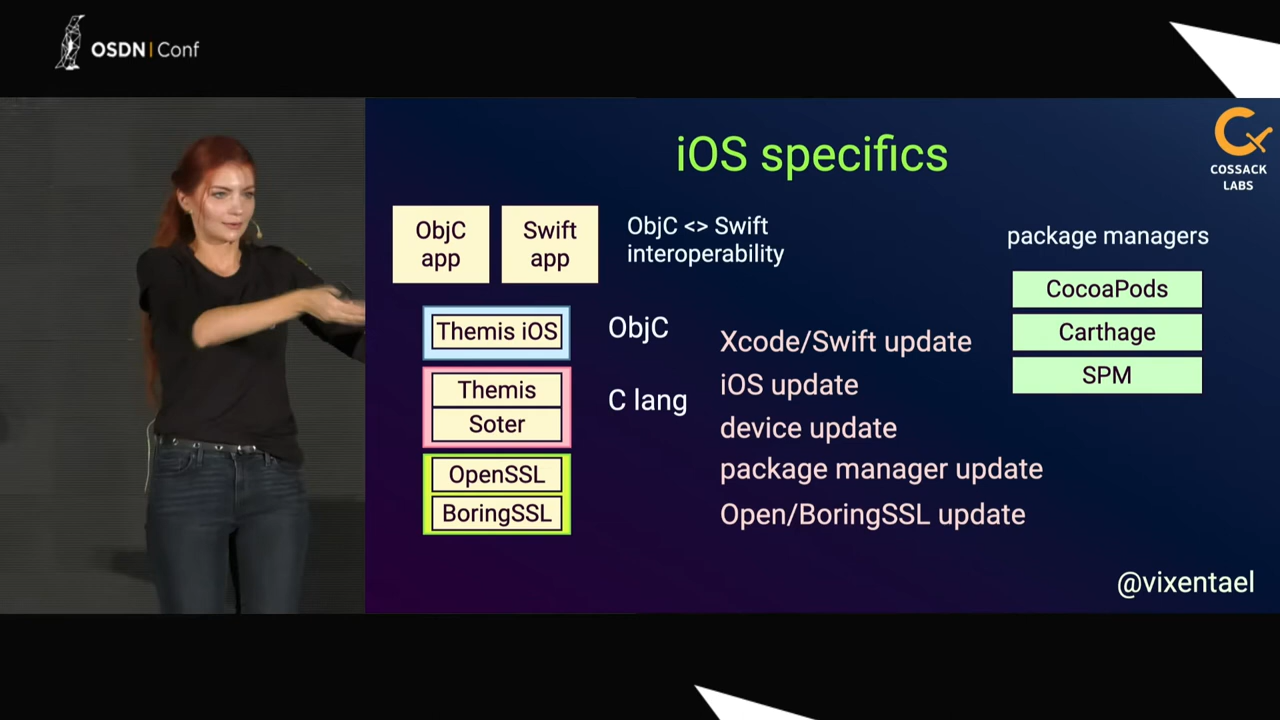 OSDN | Conf
iOS specifics
COSSACK
LABS
ObjC
app
Swift
app
ObjC <> Swift
interoperability
package managers
CocoaPods
Carthage
SPM
Themis iOS
ObjC
Themis
Soter
C lang
OpenSSL
BoringSSL
Xcode/Swift update
iOS update
device update
package manager update
Open/BoringSSL update
@vixentael